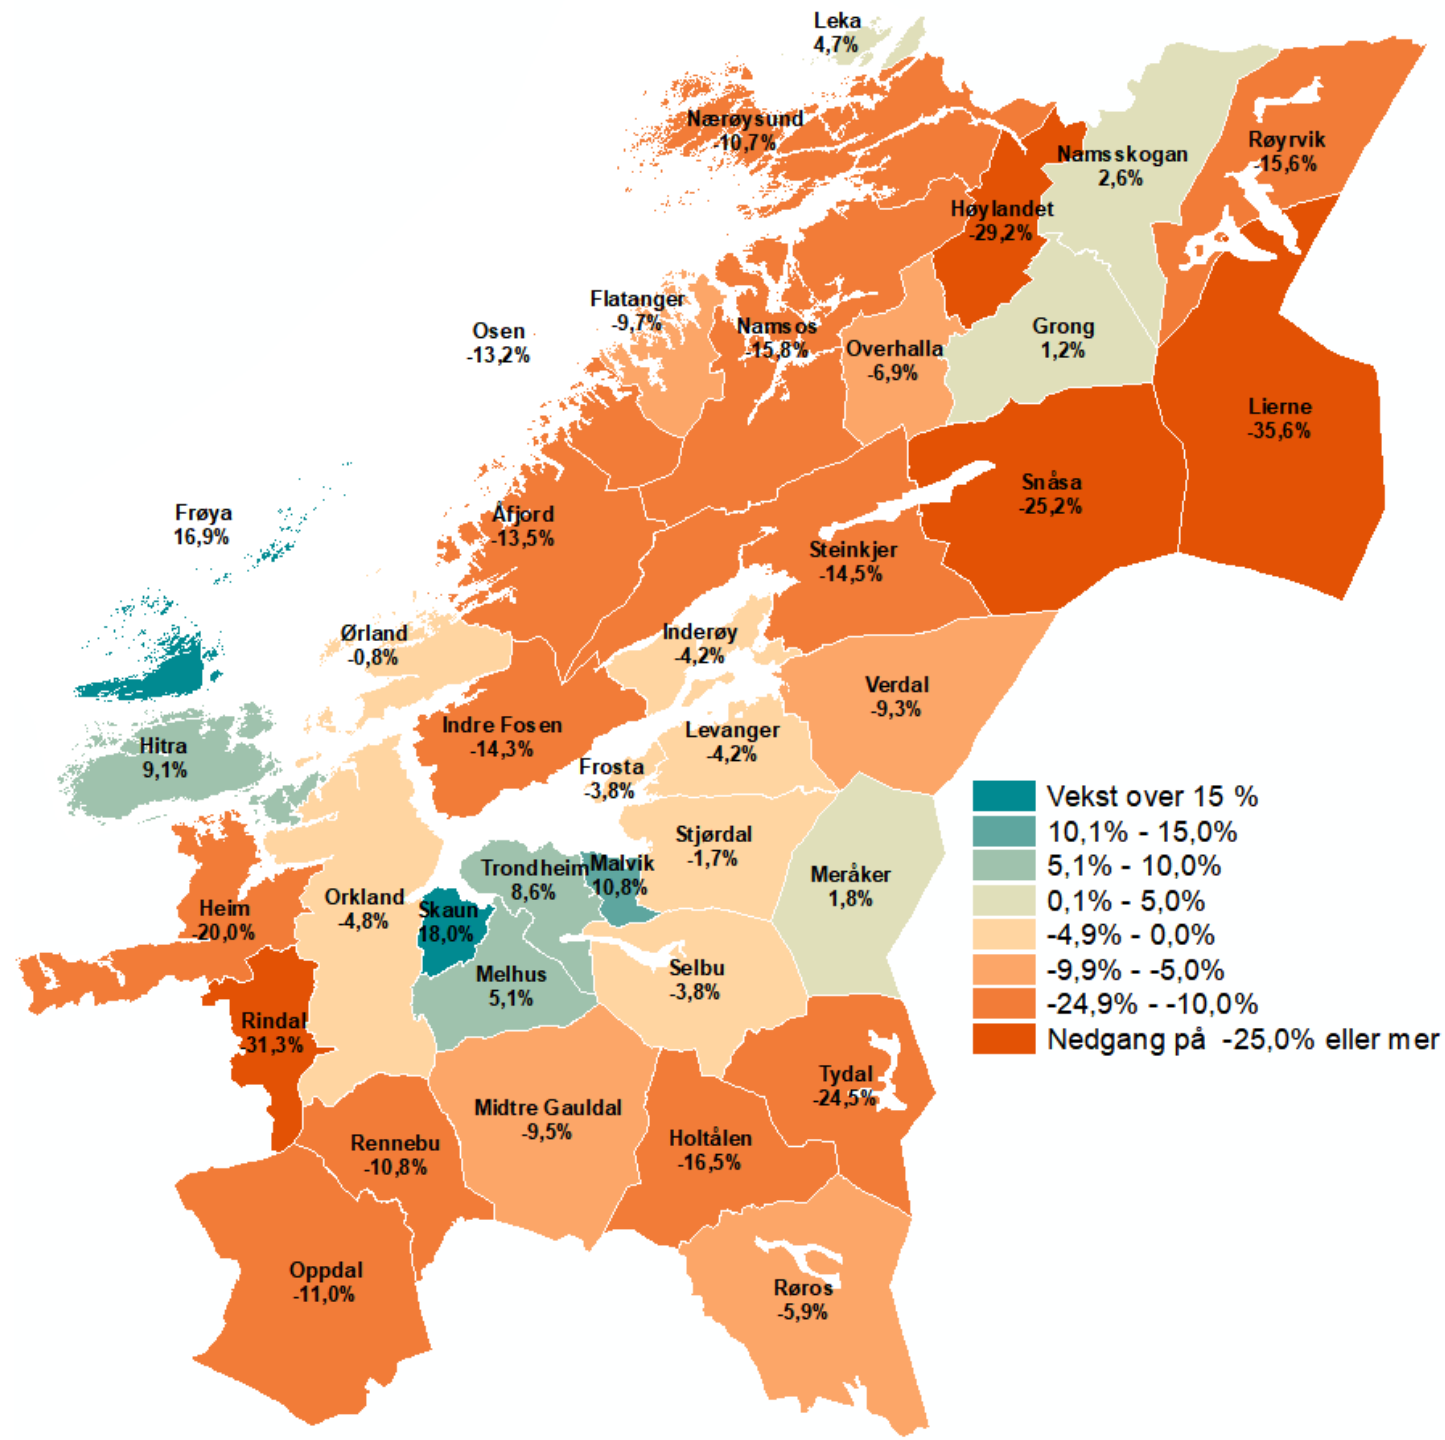 Leka
4,7%
Nærøysund
-10,7%
Namsskogan
2,6%
Røyrvik
-15,6%
Høylandet
-29,2%
Flatanger
-9,7%
Osen
-13,2%
Namsos
-15,8%
Overhalla
-6,9%
Grong
1,2%
Lierne
-35,6%
Snåsa
-25,2%
Frøya
16,9%
Åfjord
-13,5%
Steinkjer
-14,5%
Ørland
-0,8%
Inderøy
-4,2%
Verdal
-9,3%
Indre Fosen
-14,3%
Levanger
-4,2%
Hitra
9,1%
Frosta
-3,8%
Stjørdal
-1,7%
Trondheim
8,6%
Malvik
10,8%
Meråker
1,8%
Orkland
-4,8%
Skaun
18,0%
Heim
-20,0%
Melhus
5,1%
Selbu
-3,8%
Rindal
-31,3%
Tydal
-24,5%
Midtre Gauldal
-9,5%
Rennebu
-10,8%
Holtålen
-16,5%
Oppdal
-11,0%
Røros
-5,9%
Vekst over 15 %
10,1% - 15,0%
5,1% - 10,0%
0,1% - 5,0%
-4,9% - 0,0%
-9,9% - -5,0%
-24,9% - -10,0%
Nedgang på -25,0% eller mer